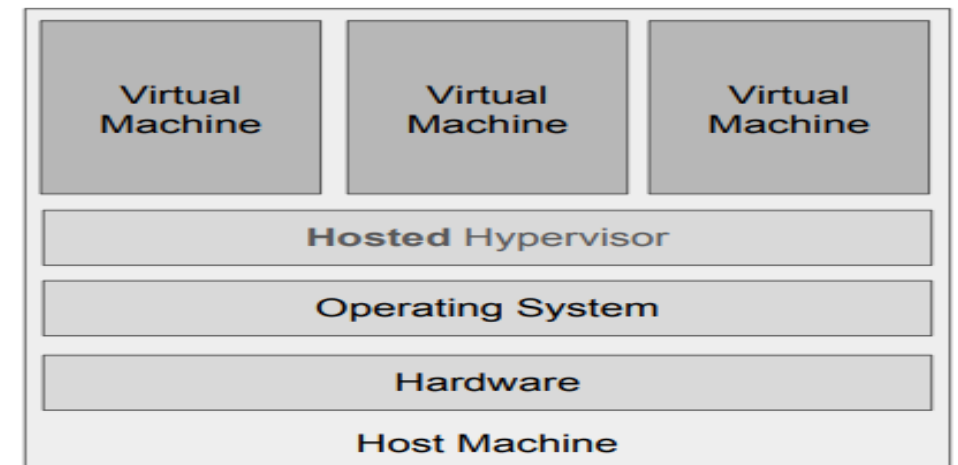 Virtual
Machine
Virtual
Machine
Virtual
Machine
Hosted Hypervisor
Operating System
Hardware
Host Machine